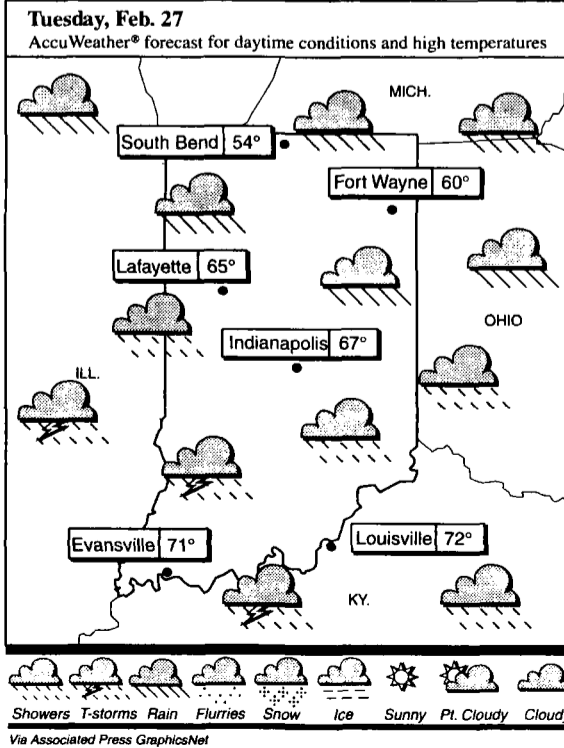 Tuesday, Feb. 27
AccuWeather® forecast for daytime conditions and high temperatures
MICH.
South Bend 54°
Fort Wayne 60°
Lafayette 65°
OHIO
Indianapolis 67°
ILL.
Evansville 71°
Louisville 72°
KY.
Showers T-storms Rain Flurries Snow Ice Sunny Pt. Cloudy Cloud
Via Associated Press GraphicsNet